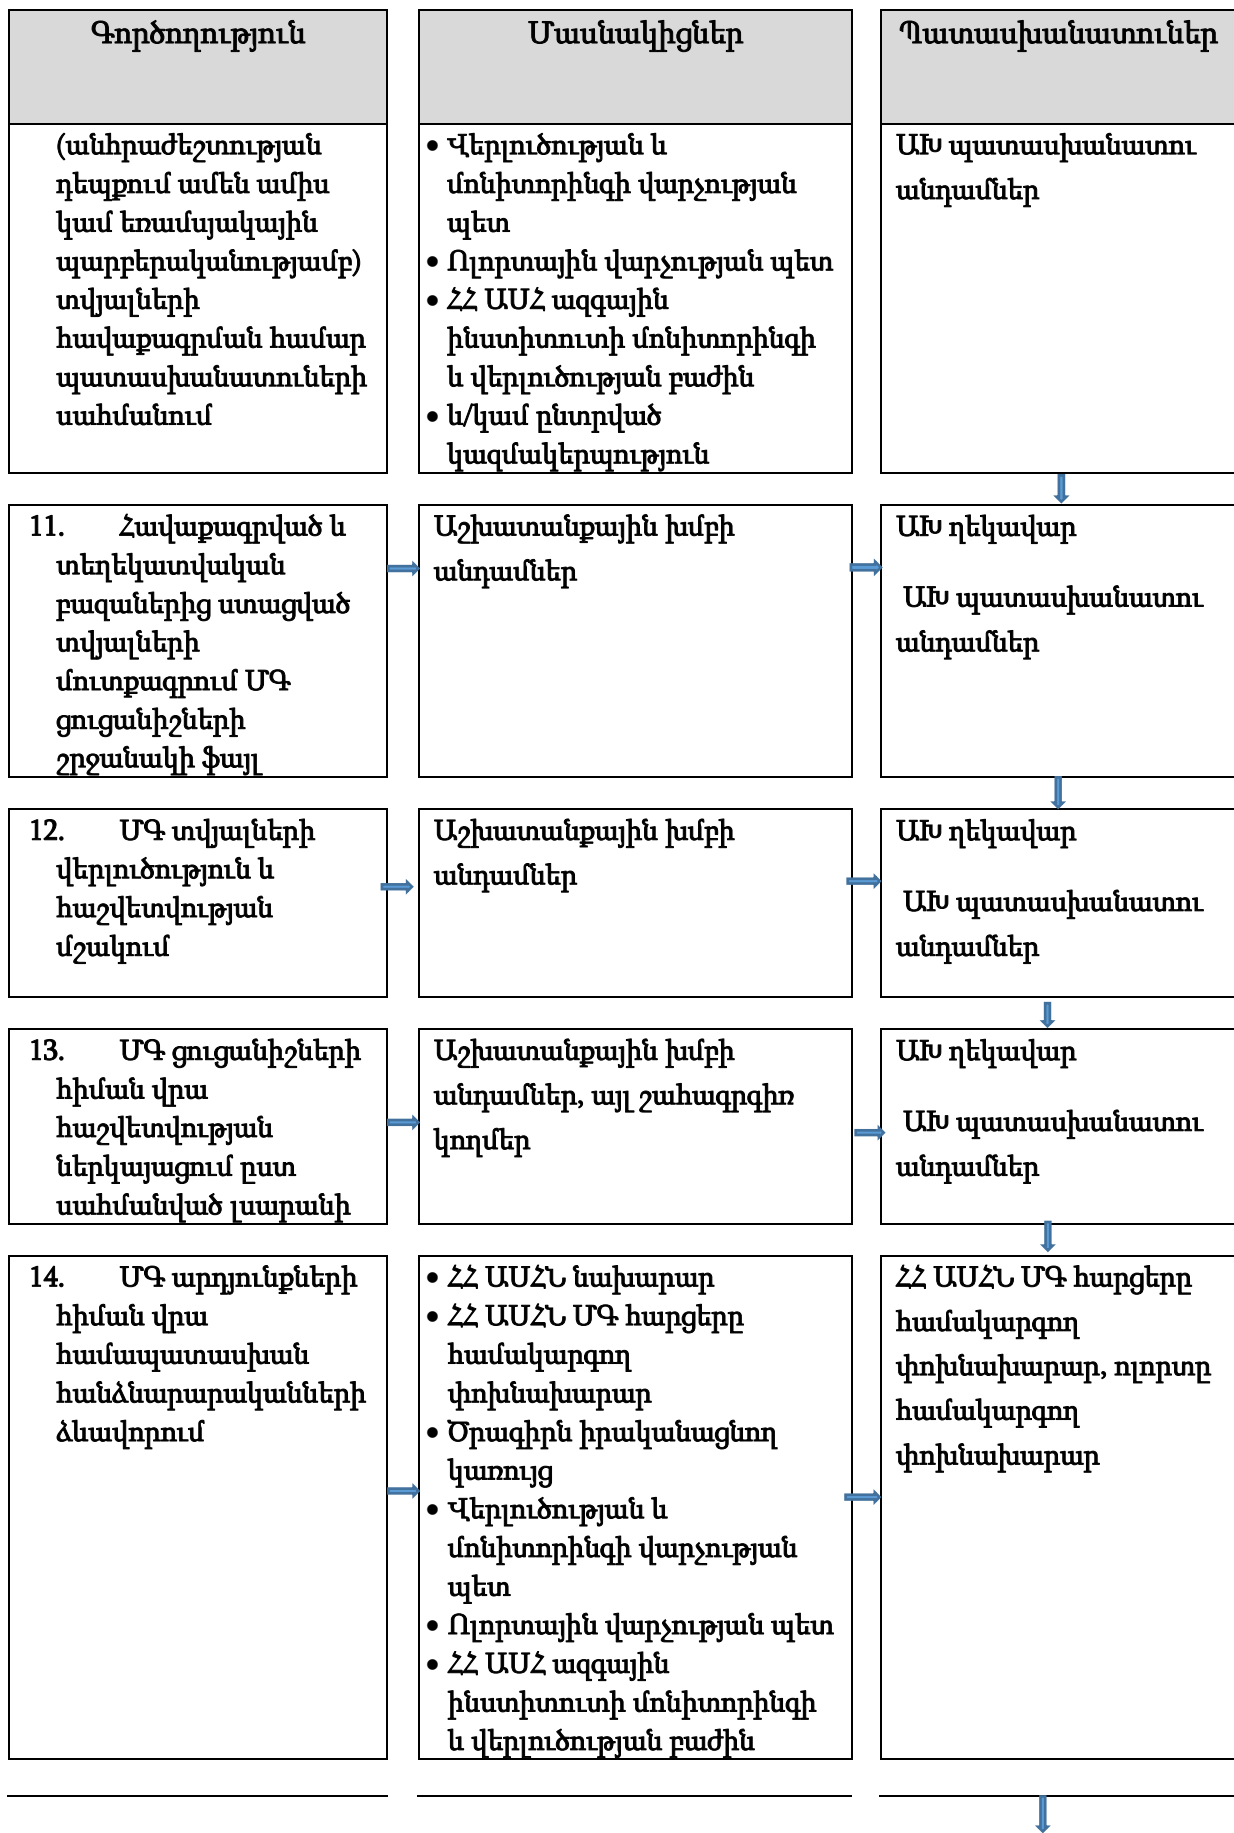 Գործողություն
Մասնակիցներ
Պատասխանատուներ
(անհրաժեշտության
դեպքում ամեն ամիս
կամ եռամսյակային
պարբերականությամբ)
տվյալների
հավաքագրման համար
պատասխանատուների
սահմանում
• Վերլուծության և
մոնիտորինգի վարչության
պետ
• Ոլորտային վարչության պետ
• ՀՀ ԱՍՀ ազգային
ինստիտուտի մոնիտորինգի
և վերլուծության բաժին
• և/կամ ընտրված
կազմակերպություն
ԱԽ պատասխանատու
անդամներ
11. Հավաքագրված և
տեղեկատվական
բազաներից ստացված
տվյալների
մուտքագրում ՄԳ
ցուցանիշների
շրջանակի ֆայլ
Աշխատանքային խմբի
անդամներ
ԱԽ ղեկավար
ԱԽ պատասխանատու
անդամներ
12. ՄԳ տվյալների
վերլուծություն և
հաշվետվության
մշակում
Աշխատանքային խմբի
անդամներ
ԱԽ ղեկավար
ԱԽ պատասխանատու
անդամներ
13. ՄԳ ցուցանիշների
հիման վրա
հաշվետվության
ներկայացում ըստ
սահմանված լսարանի
Աշխատանքային խմբի
անդամներ, այլ շահագրգիռ
կողմեր
ԱԽ ղեկավար
ԱԽ պատասխանատու
անդամներ
14. ՄԳ արդյունքների
հիման վրա
համապատասխան
հանձնարարականների
ձևավորում
• ՀՀ ԱՍՀՆ նախարար
• ՀՀ ԱՍՀՆ ՄԳ հարցերը
համակարգող
փոխնախարար
• Ծրագիրն իրականացնող
կառույց
• Վերլուծության և
մոնիտորինգի վարչության
պետ
• Ոլորտային վարչության պետ
• ՀՀ ԱՍՀ ազգային
ինստիտուտի մոնիտորինգի
և վերլուծության բաժին
ՀՀ ԱՍՀՆ ՄԳ հարցերը
համակարգող
փոխնախարար, ոլորտը
համակարգող
փոխնախարար